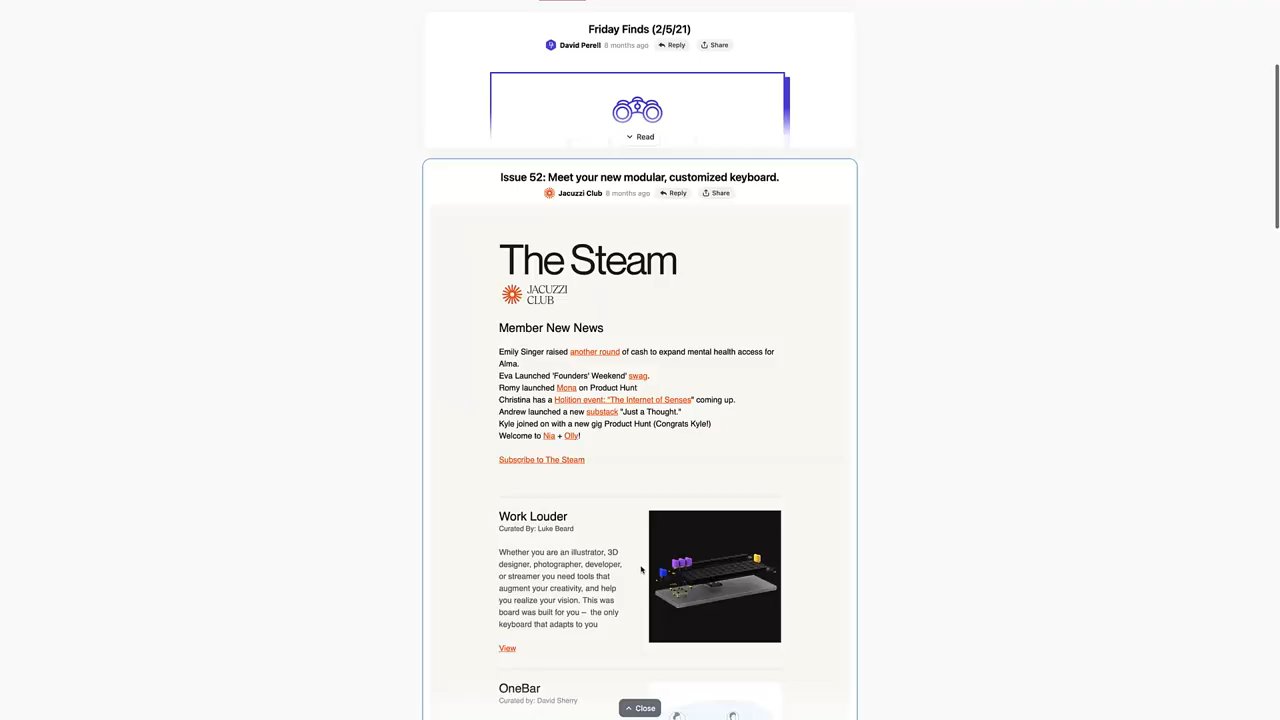 Friday Finds (2/5/21)
David Perell 8 months ago Reply Share
Read
Issue 52: Meet your new modular, customized keyboard.
Jacuzzi Club 8 months ago Reply Share
The Steam
JACUZZI
CLUB
Member New News
Emily Singer raised another round of cash to expand mental health access for
Alma.
Eva Launched 'Founders' Weekend' swag.
Romy launched Mona on Product Hunt
Christina has a Holition event: "The Internet of Senses" coming up.
Andrew launched a new substack "Just a Thought."
Kyle joined on with a new gig Product Hunt (Congrats Kyle!)
Welcome to Nia + Olly!
Subscribe to The Steam
Work Louder
Curated By: Luke Beard
Whether you are an illustrator, 3D
designer, photographer, developer,
or streamer you need tools that
augment your creativity, and help
you realize your vision. This was
board was built for you – the only
keyboard that adapts to you
View
OneBar
Curated by: David Sherry
Close